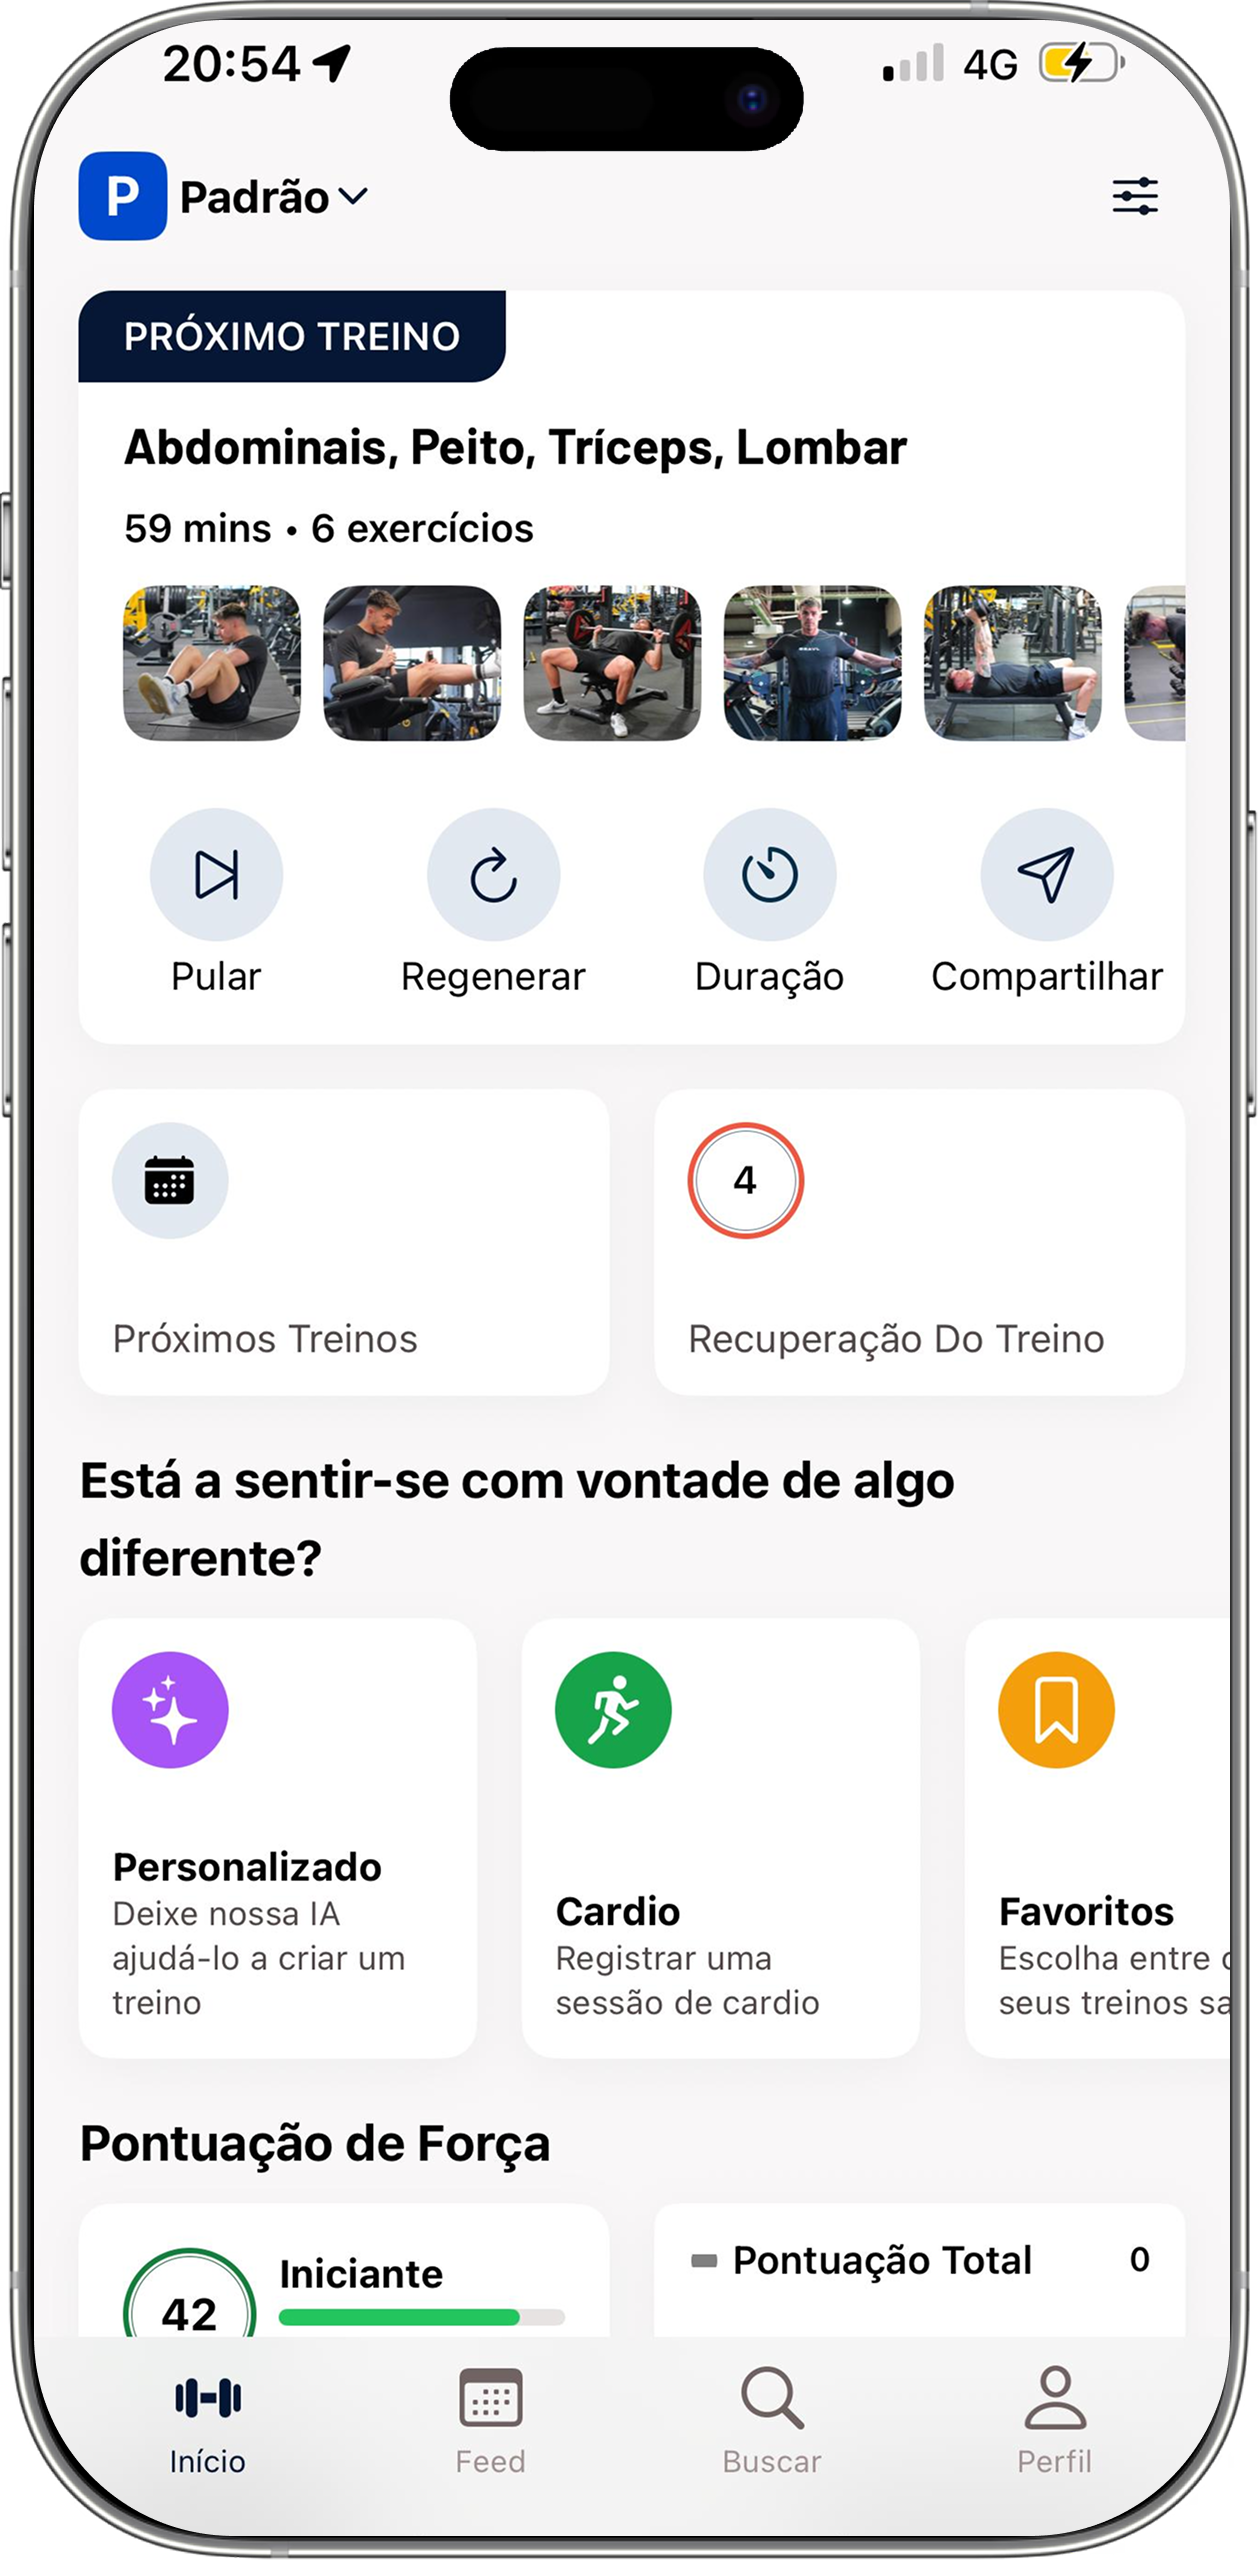 20:54
4G
P Padrão
PRÓXIMO TREINO
Abdominais, Peito, Tríceps, Lombar
59 mins • 6 exercícios
Pular Regenerar Duração Compartilhar
4
Próximos Treinos
Recuperação Do Treino
Está a sentir-se com vontade de algo
diferente?
Personalizado
Deixe nossa IA
ajudá-lo a criar um
treino
Cardio
Registrar uma
sessão de cardio
Favoritos
Escolha entre
seus treinos
Pontuação de Força
42
Iniciante
Pontuação Total 0
Início Feed Buscar Perfil